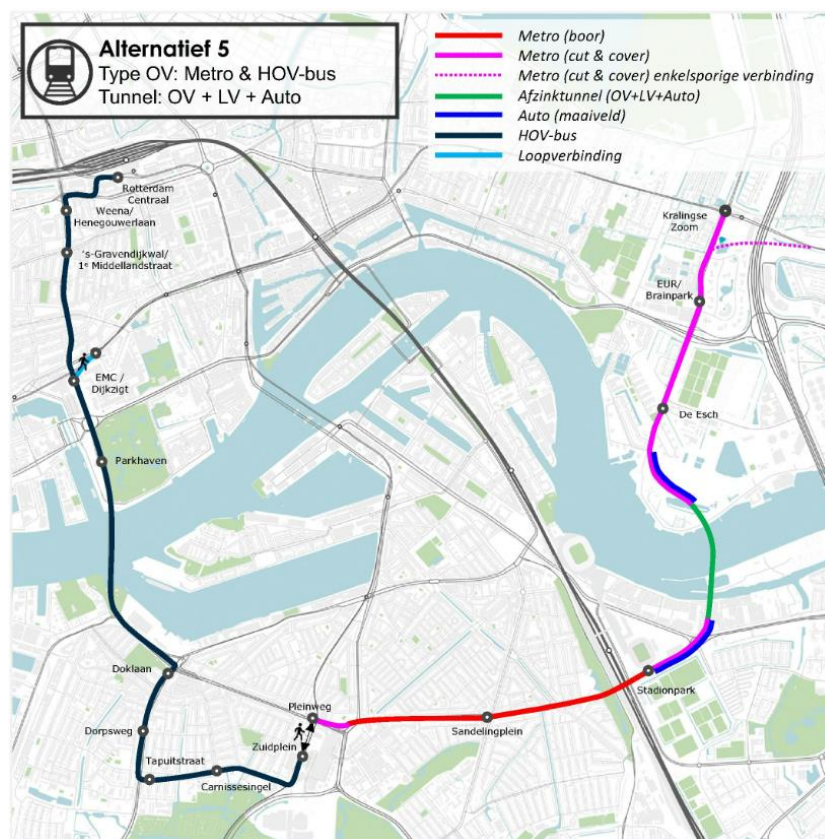 Alternatief 5
Type OV: Metro & HOV-bus
Tunnel: OV + LV + Auto
Metro (boor)
Metro (cut & cover)
Metro (cut & cover) enkelsporige verbinding
Afzinktunnel (OV+LV+Auto)
Auto (maaiveld)
HOV-bus
Loopverbinding
Rotterdam
Centraal
Weena/
Henegouwerlaan
's-Gravendijkwal/
1e Middellandstraat
Kralingse
Zoom
EUR/
Brainpark
EMC /
Dijkzigt
De Esch
Parkhaven
Doklaan
Stadionpark
Pleinweg
Sandelingplein
Dorpsweg
Zuidplein
Tapuitstraat
Carnissesingel